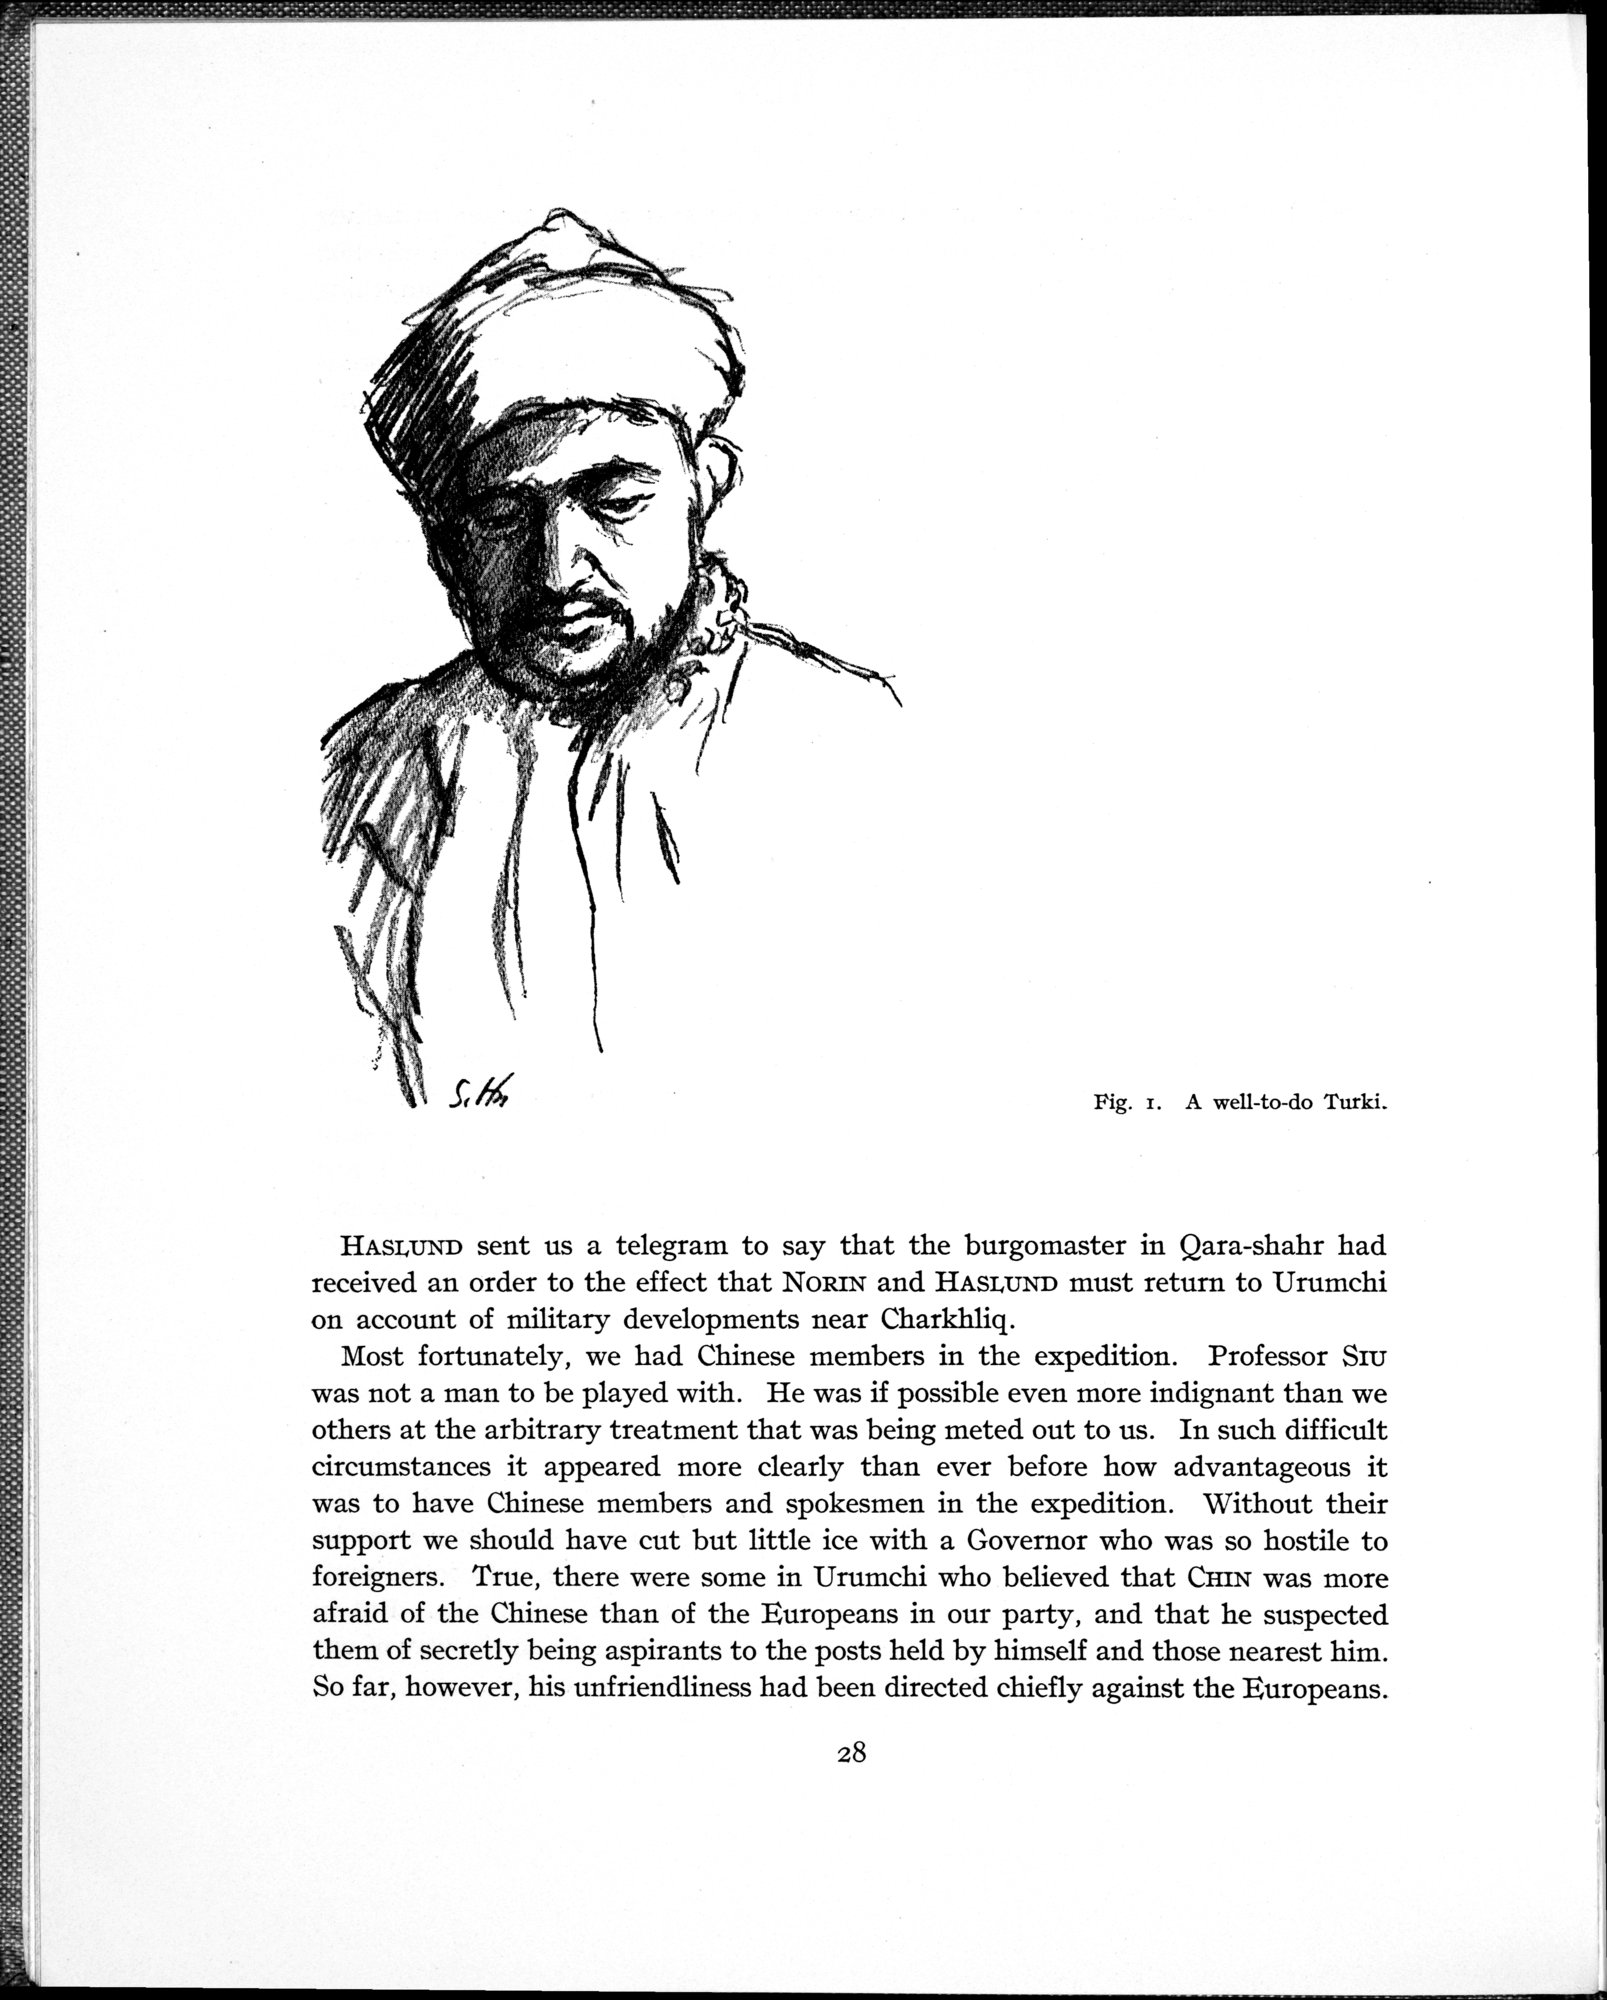 S. Hn
Fig. 1. A well-to-do Turki.
HASLUND sent us a telegram to say that the burgomaster in Qara-shahr had
received an order to the effect that NORIN and HASLUND must return to Urumchi
on account of military developments near Charkhliq.
Most fortunately, we had Chinese members in the expedition. Professor SIU
was not a man to be played with. He was if possible even more indignant than we
others at the arbitrary treatment that was being meted out to us. In such difficult
circumstances it appeared more clearly than ever before how advantageous it
was to have Chinese members and spokesmen in the expedition. Without their
support we should have cut but little ice with a Governor who was so hostile to
foreigners. True, there were some in Urumchi who believed that CHIN was more
afraid of the Chinese than of the Europeans in our party, and that he suspected
them of secretly being aspirants to the posts held by himself and those nearest him.
So far, however, his unfriendliness had been directed chiefly against the Europeans.
28